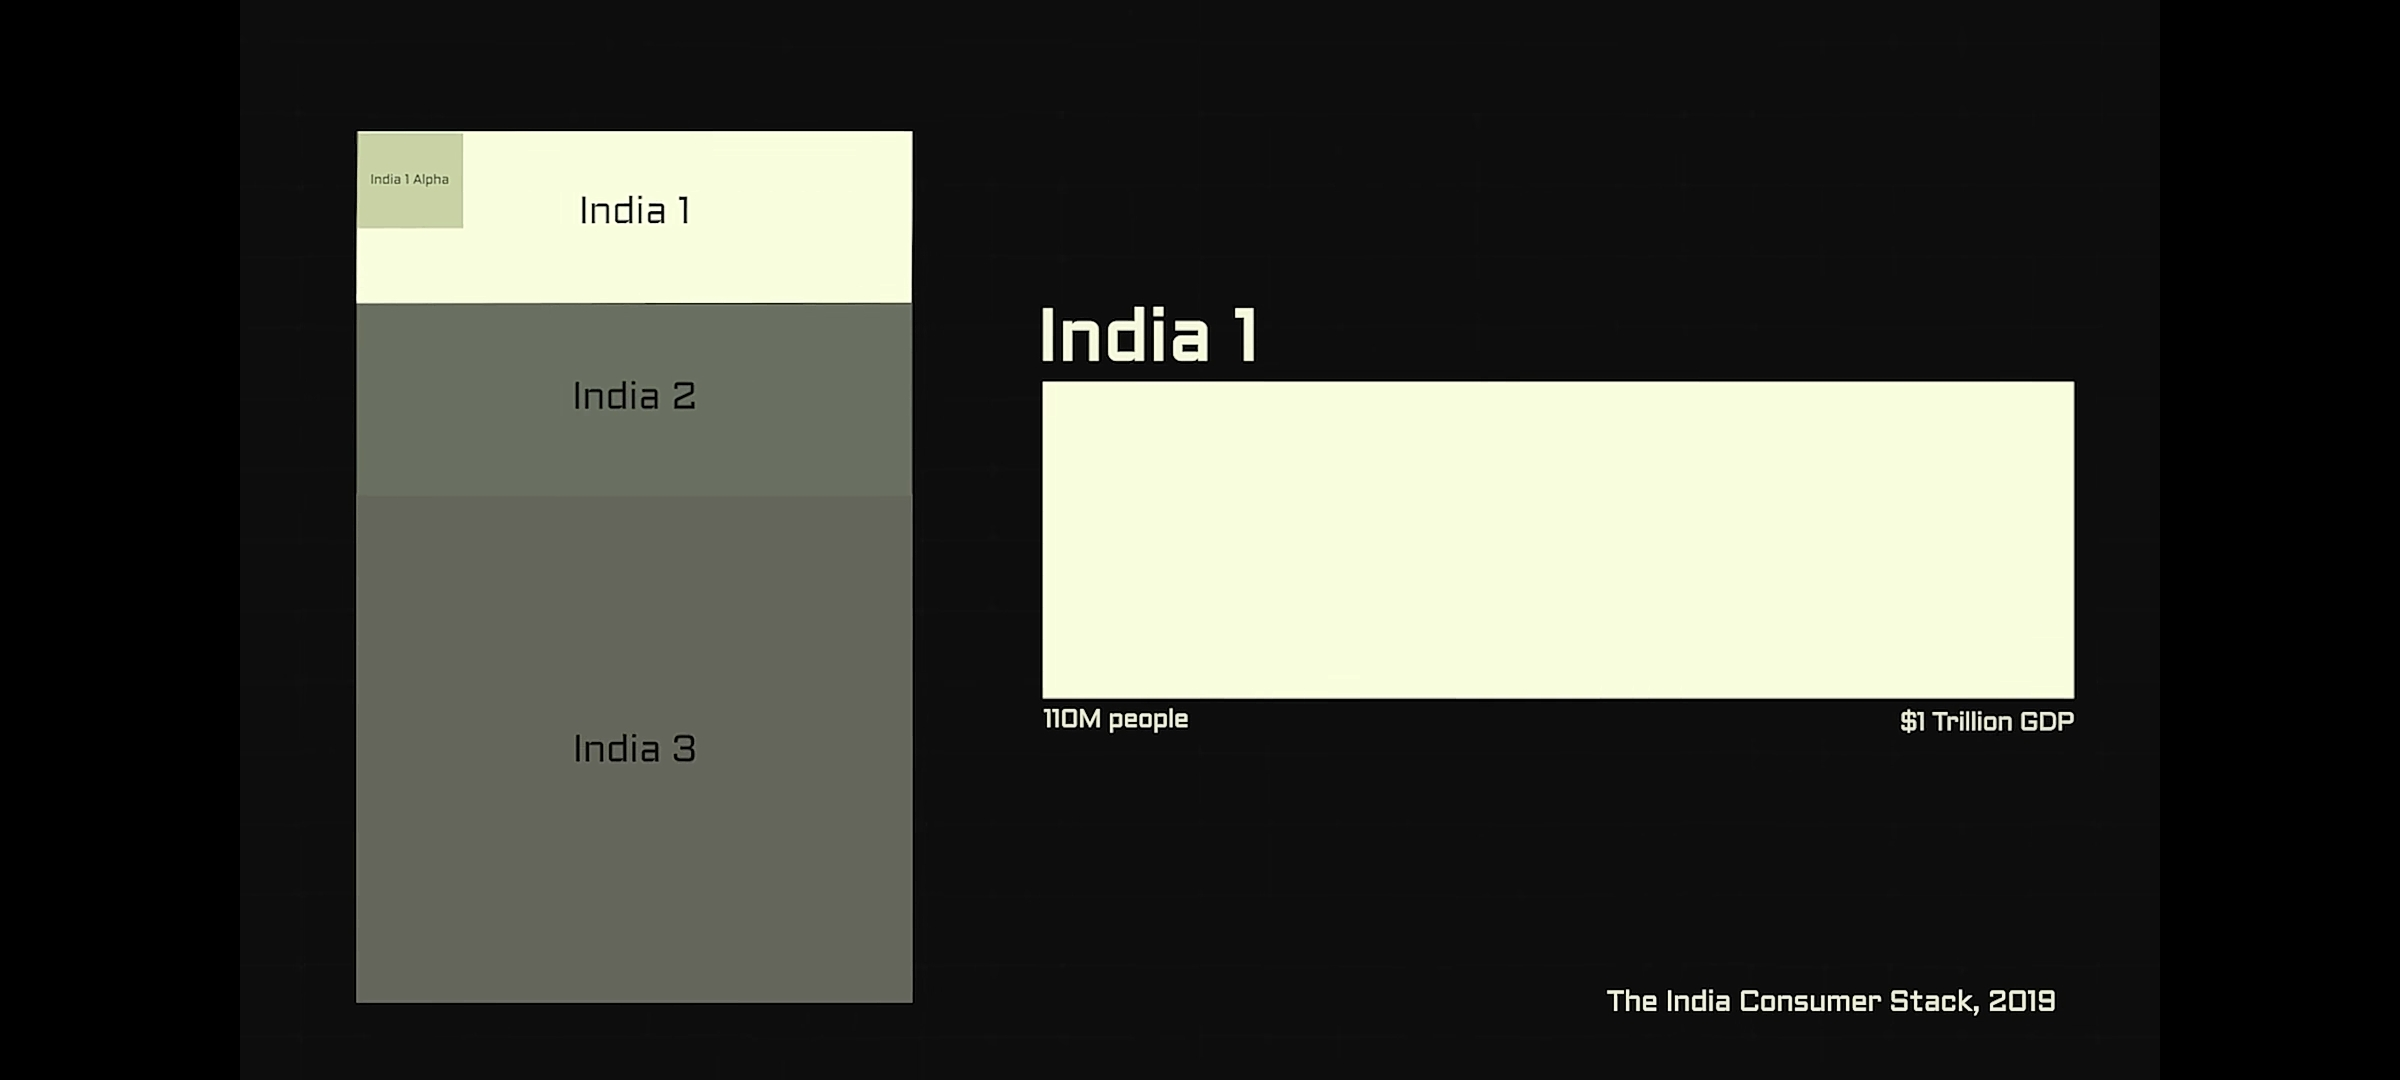 India 1 Alpha
India 1
India 2
India 3
India 1
110M people
$1 Trillion GDP
The India Consumer Stack, 2019